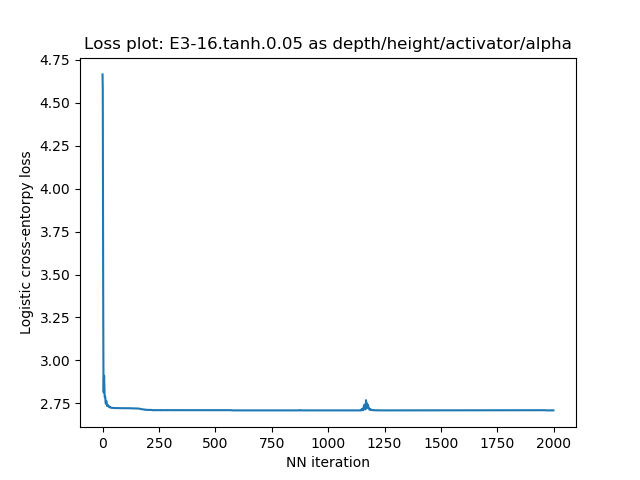 Loss plot: E3-16.tanh.0.05 as depth/height/activator/alpha
4.75
4.50
4.25
4.00
3.75
3.50
3.25
3.00
2.75
Logistic cross-entorpy loss
0 250 500 750 1000 1250 1500 1750 2000
NN iteration